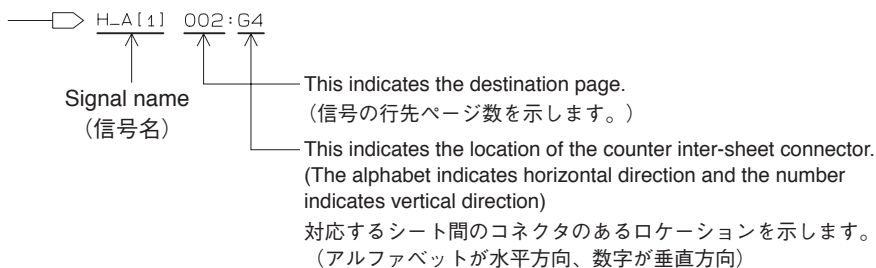 H_A[1] 002:G4
Signal name
（信号名）
This indicates the destination page.
（信号の行先ページ数を示します。）
This indicates the location of the counter inter-sheet connector.
(The alphabet indicates horizontal direction and the number
indicates vertical direction)
対応するシート間のコネクタのあるロケーションを示します。
（アルファベットが水平方向、数字が垂直方向）